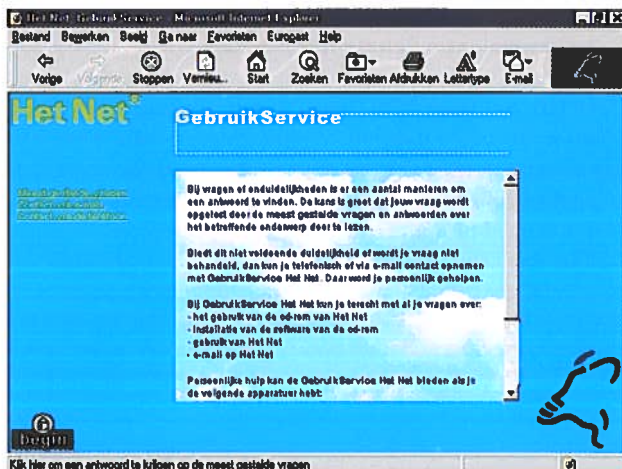 Het Net GebruikService - Microsoft Internet Explorer
Bestand Bewerken Beeld Ga naar Favorieten Eurogast Help
Vorige Volgende Stoppen Vernieu... Start Zoeken Favorieten Afdrukken Lettertype E-mail
Het Net
GebruikService
Bij vragen of onduidelijkheden is er een aantal manieren om
een antwoord te vinden. De kans is groot dat jouw vraag wordt
opgelost door de meest gestelde vragen en antwoorden over
het betreffende onderwerp door te lezen.
Biedt dit niet voldoende duidelijkheid of wordt je vraag niet
behandeld, dan kun je telefonisch of via e-mail contact opnemen
met GebruikService Het Net. Daar word je persoonlijk geholpen.
Bij GebruikService Het Net kun je terecht met al je vragen over:
- het gebruik van de cd-rom van Het Net
- installatie van de software van de cd-rom
- gebruik van Het Net
- e-mail op Het Net
Persoonlijke hulp kan de GebruikService Het Net bieden als je
de volgende apparatuur hebt:
begin
Klik hier om een antwoord te krijgen op de meest gestelde vragen